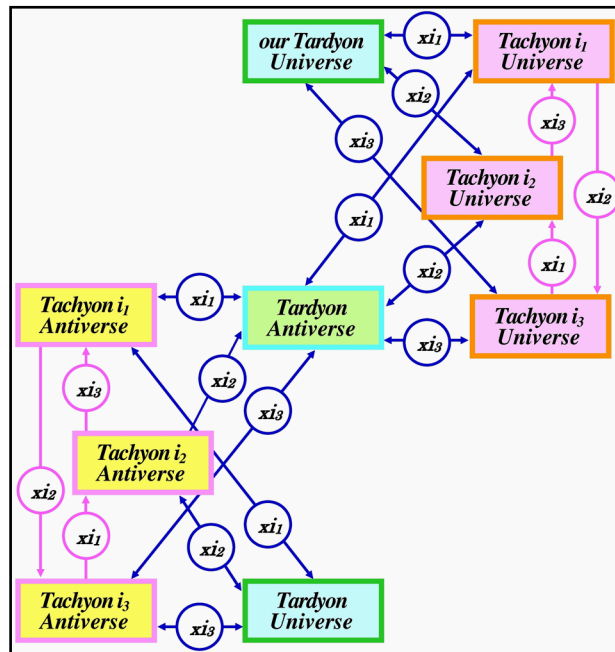 our Tardyon
Universe
xi₁
Tachyon i₁
Universe
xi₂
xi₃
xi₃
Tachyon i₂
Universe
xi₂
xi₁
xi₂
xi₁
Tachyon i₁
Antiverse
xi₁
Tardyon
Antiverse
xi₃
Tachyon i₃
Universe
xi₃
xi₂
xi₃
Tachyon i₂
Antiverse
xi₂
xi₁
xi₂
xi₁
Tachyon i₃
Antiverse
xi₃
Tardyon
Universe